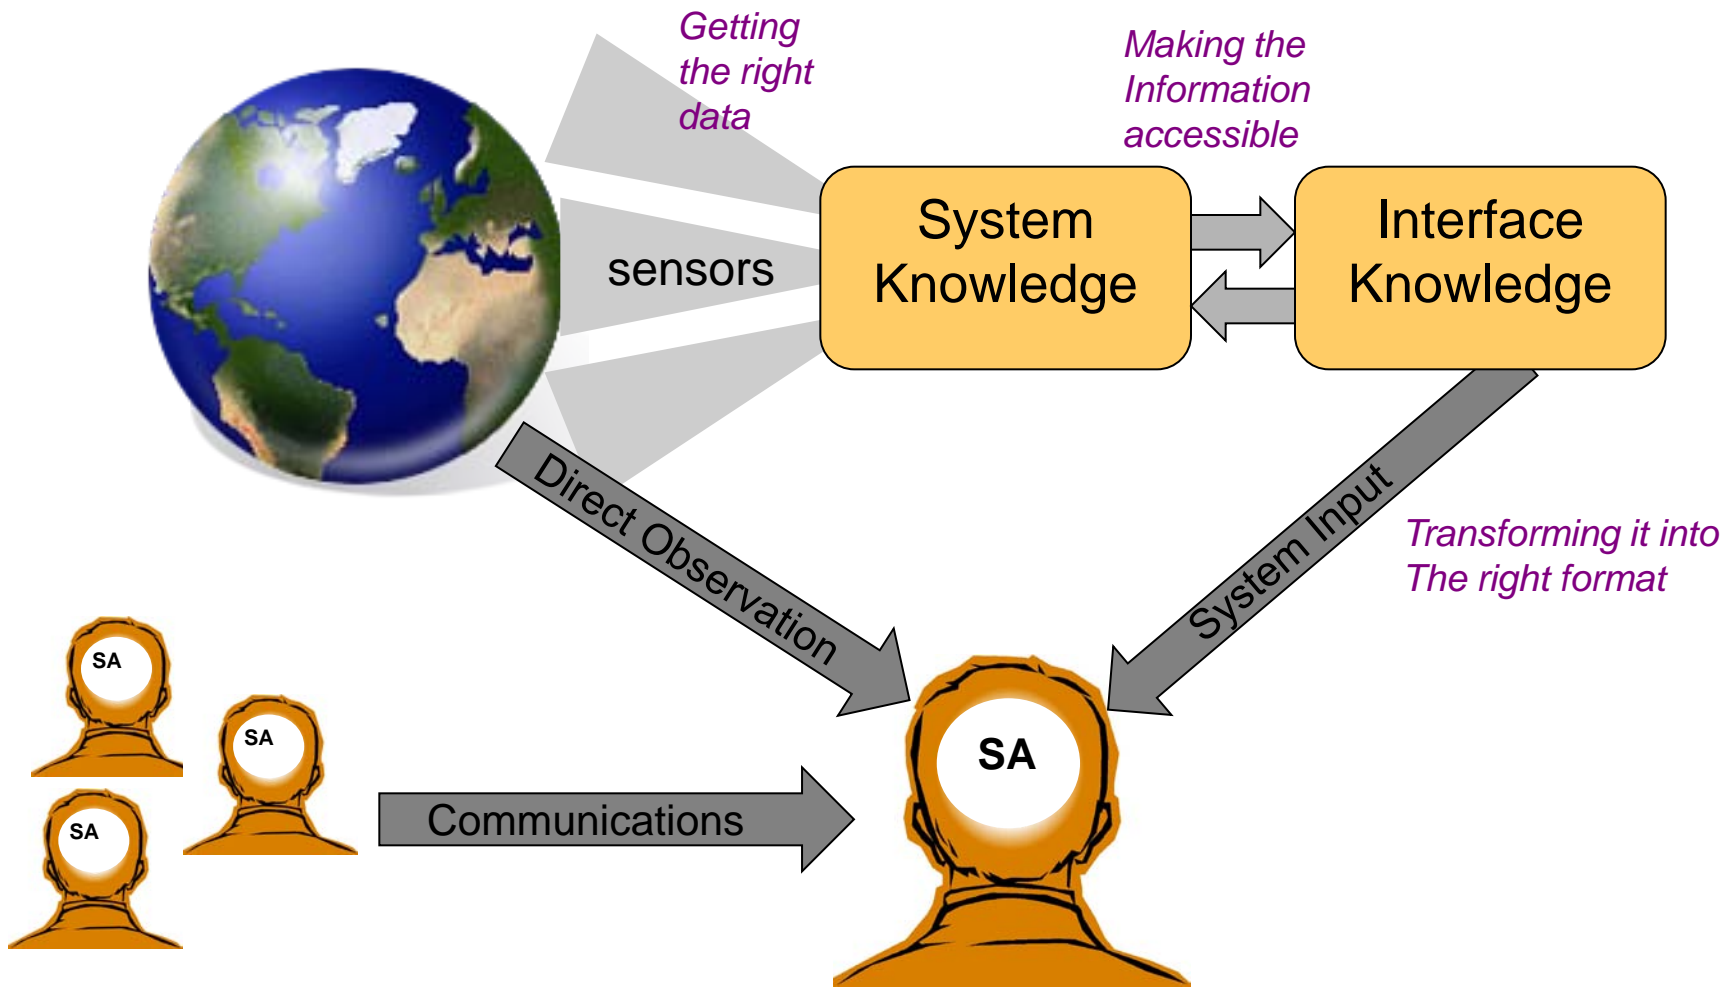 Getting
the right
data
Making the
Information
accessible
sensors
System
Knowledge
Interface
Knowledge
Direct Observation
System Input
Transforming it into
The right format
SA
SA
SA
SA
Communications